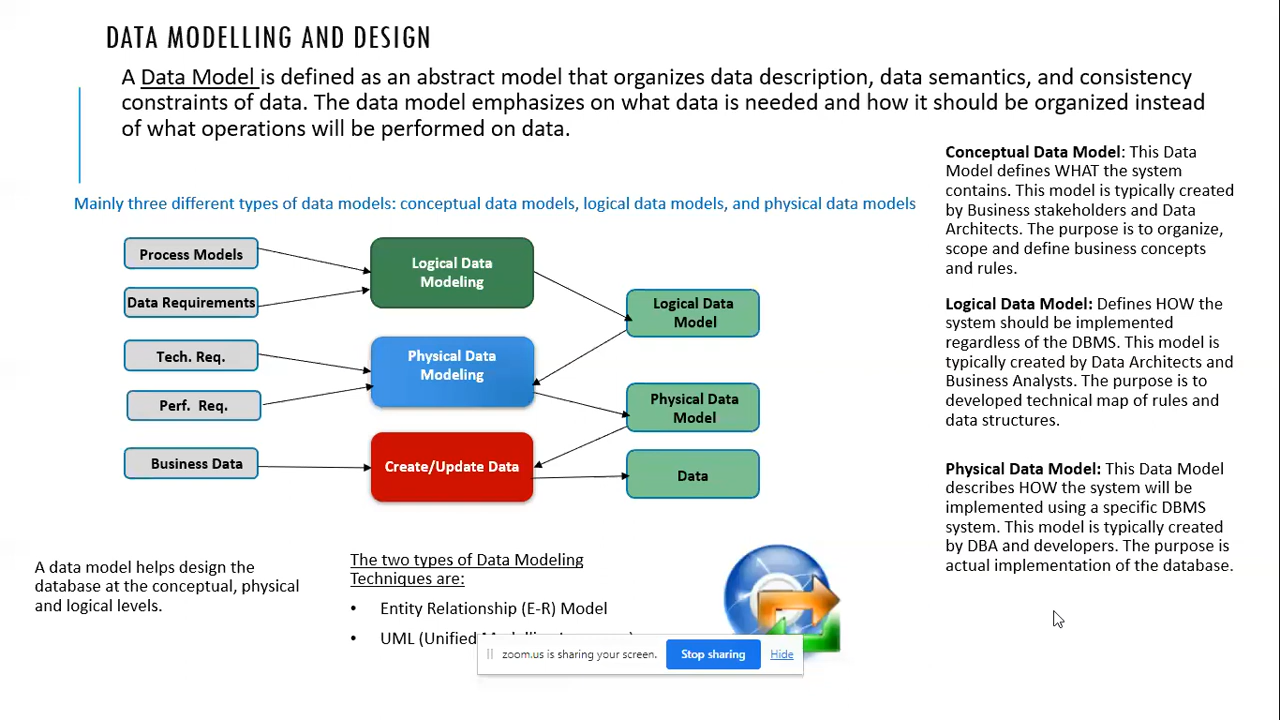 DATA MODELLING AND DESIGN
A Data Model is defined as an abstract model that organizes data description, data semantics, and consistency
constraints of data. The data model emphasizes on what data is needed and how it should be organized instead
of what operations will be performed on data.
Mainly three different types of data models: conceptual data models, logical data models, and physical data models
Process Models
Data Requirements
Tech. Req.
Perf. Req.
Business Data
Logical Data
Modeling
Physical Data
Modeling
Create/Update Data
Logical Data
Model
Physical Data
Model
Data
Conceptual Data Model: This Data
Model defines WHAT the system
contains. This model is typically created
by Business stakeholders and Data
Architects. The purpose is to organize,
scope and define business concepts
and rules.
Logical Data Model: Defines HOW the
system should be implemented
regardless of the DBMS. This model is
typically created by Data Architects and
Business Analysts. The purpose is to
developed technical map of rules and
data structures.
Physical Data Model: This Data Model
describes HOW the system will be
implemented using a specific DBMS
system. This model is typically created
by DBA and developers. The purpose is
actual implementation of the database.
A data model helps design the
database at the conceptual, physical
and logical levels.
The two types of Data Modeling
Techniques are:
• Entity Relationship (E-R) Model
• UML (Unified
zoom.us is sharing your screen.
Stop sharing
Hide